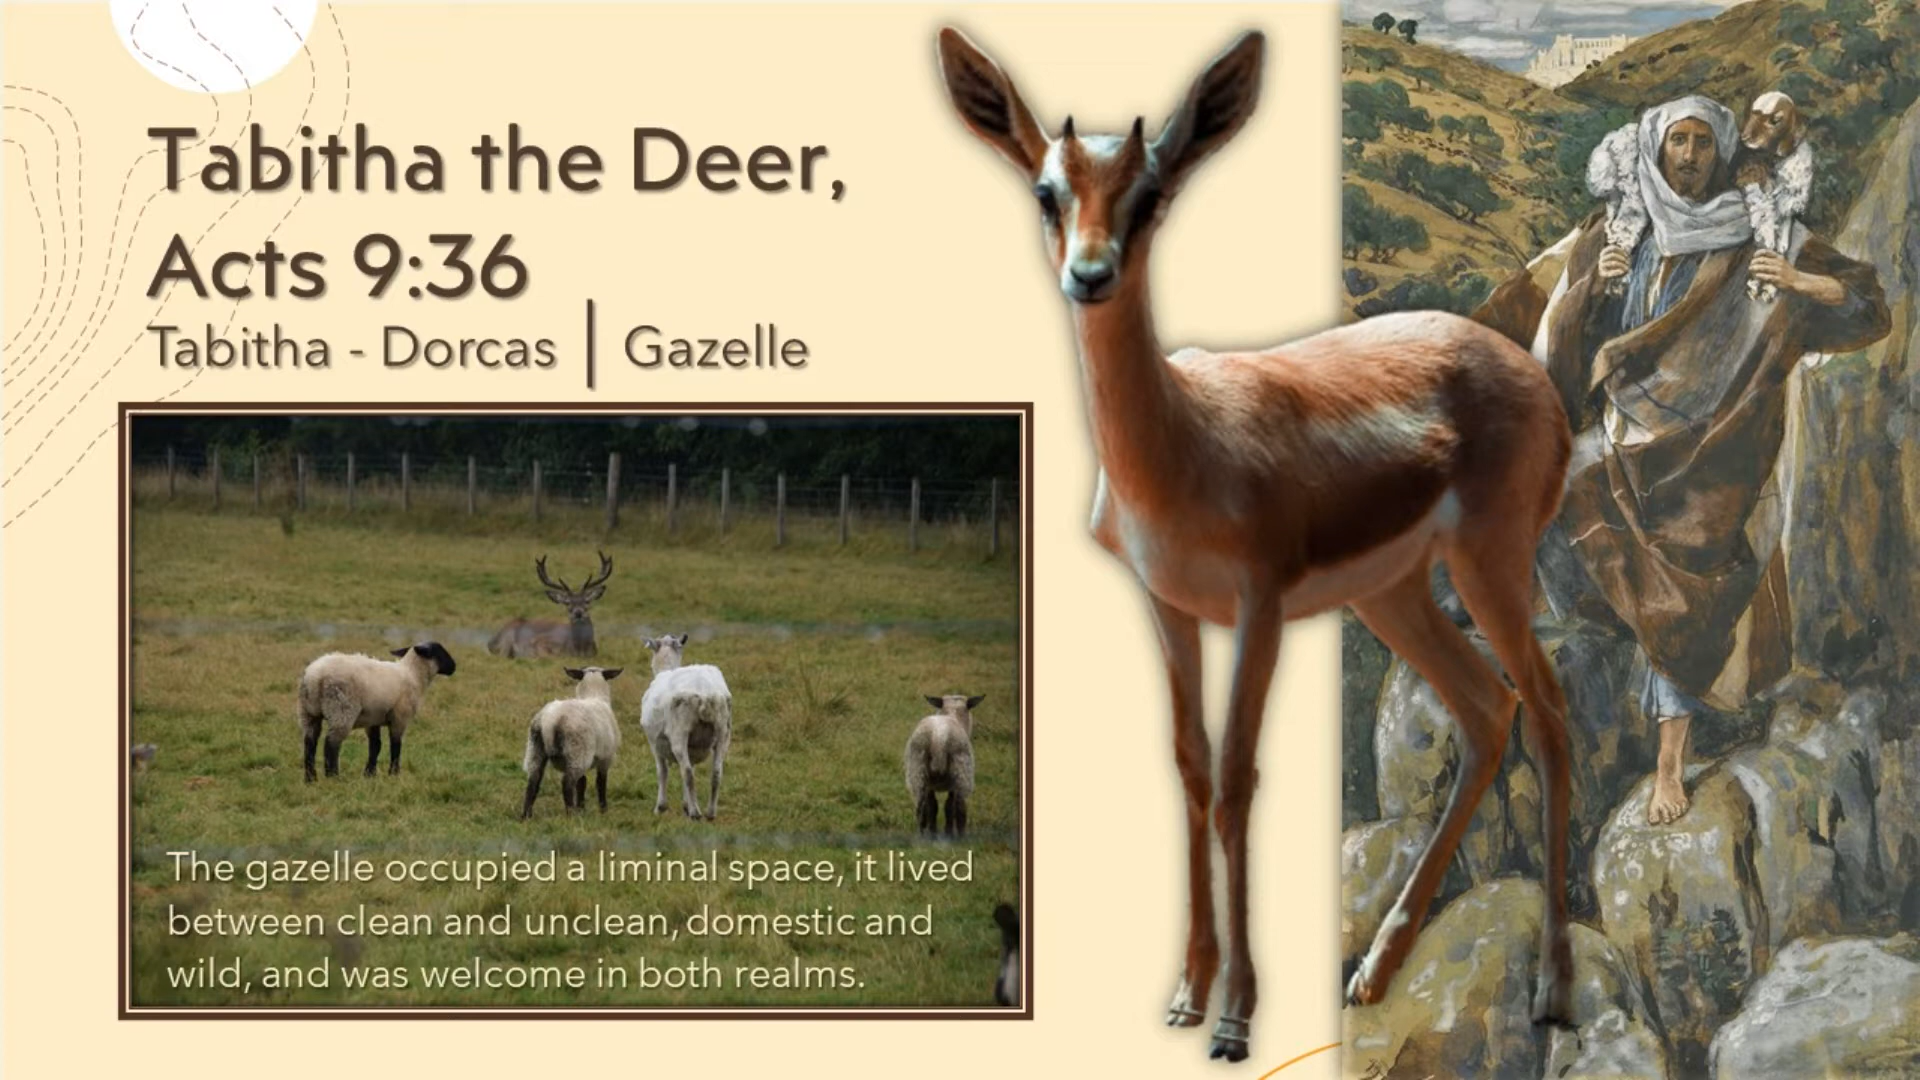 Tabitha the Deer,
Acts 9:36
Tabitha - Dorcas | Gazelle
The gazelle occupied a liminal space, it lived
between clean and unclean, domestic and
wild, and was welcome in both realms.